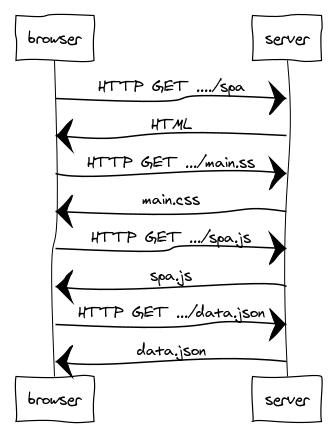 browser
server
HTTP GET ..../spa
HTML
HTTP GET .../main.ss
main.css
HTTP GET .../spa.js
spa.js
HTTP GET .../data.json
data.json
browser
server